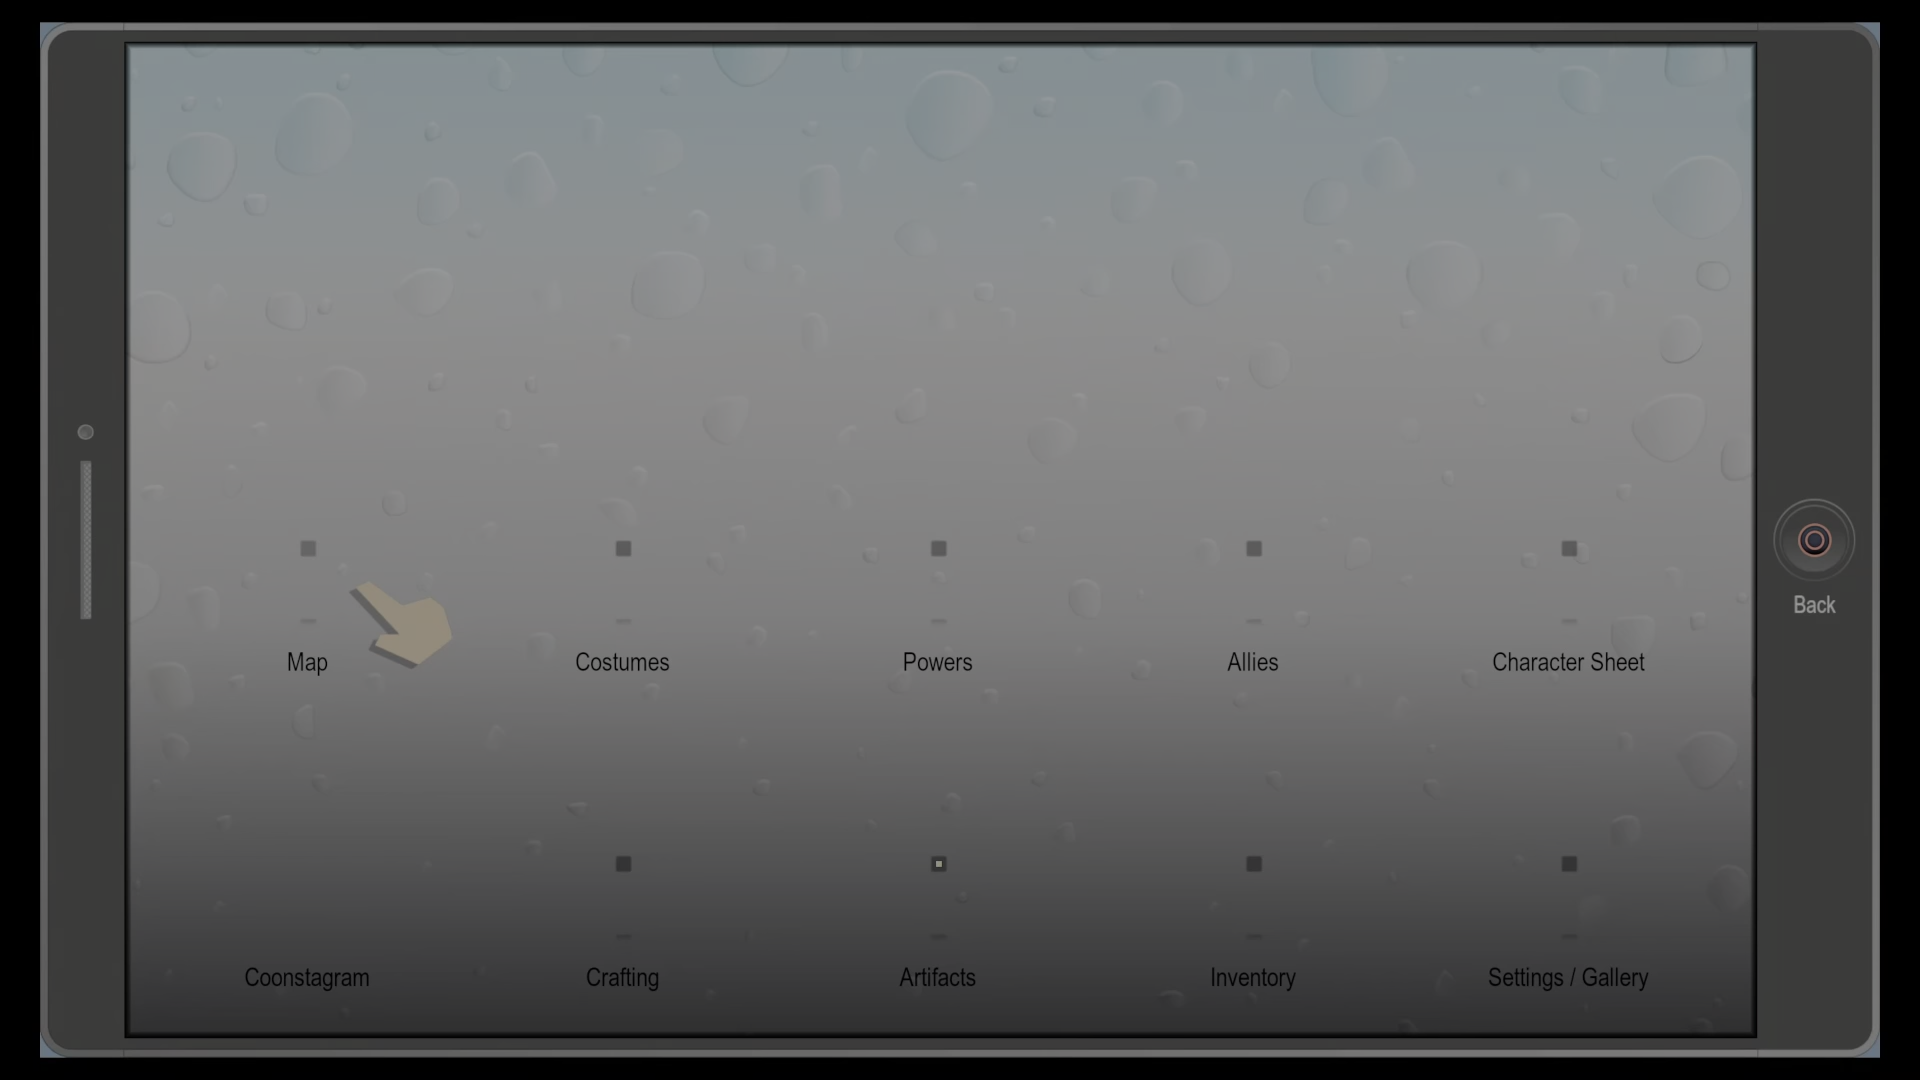 Map
Costumes
Powers
Allies
Character Sheet
Back
Coonstagram
Crafting
Artifacts
Inventory
Settings / Gallery